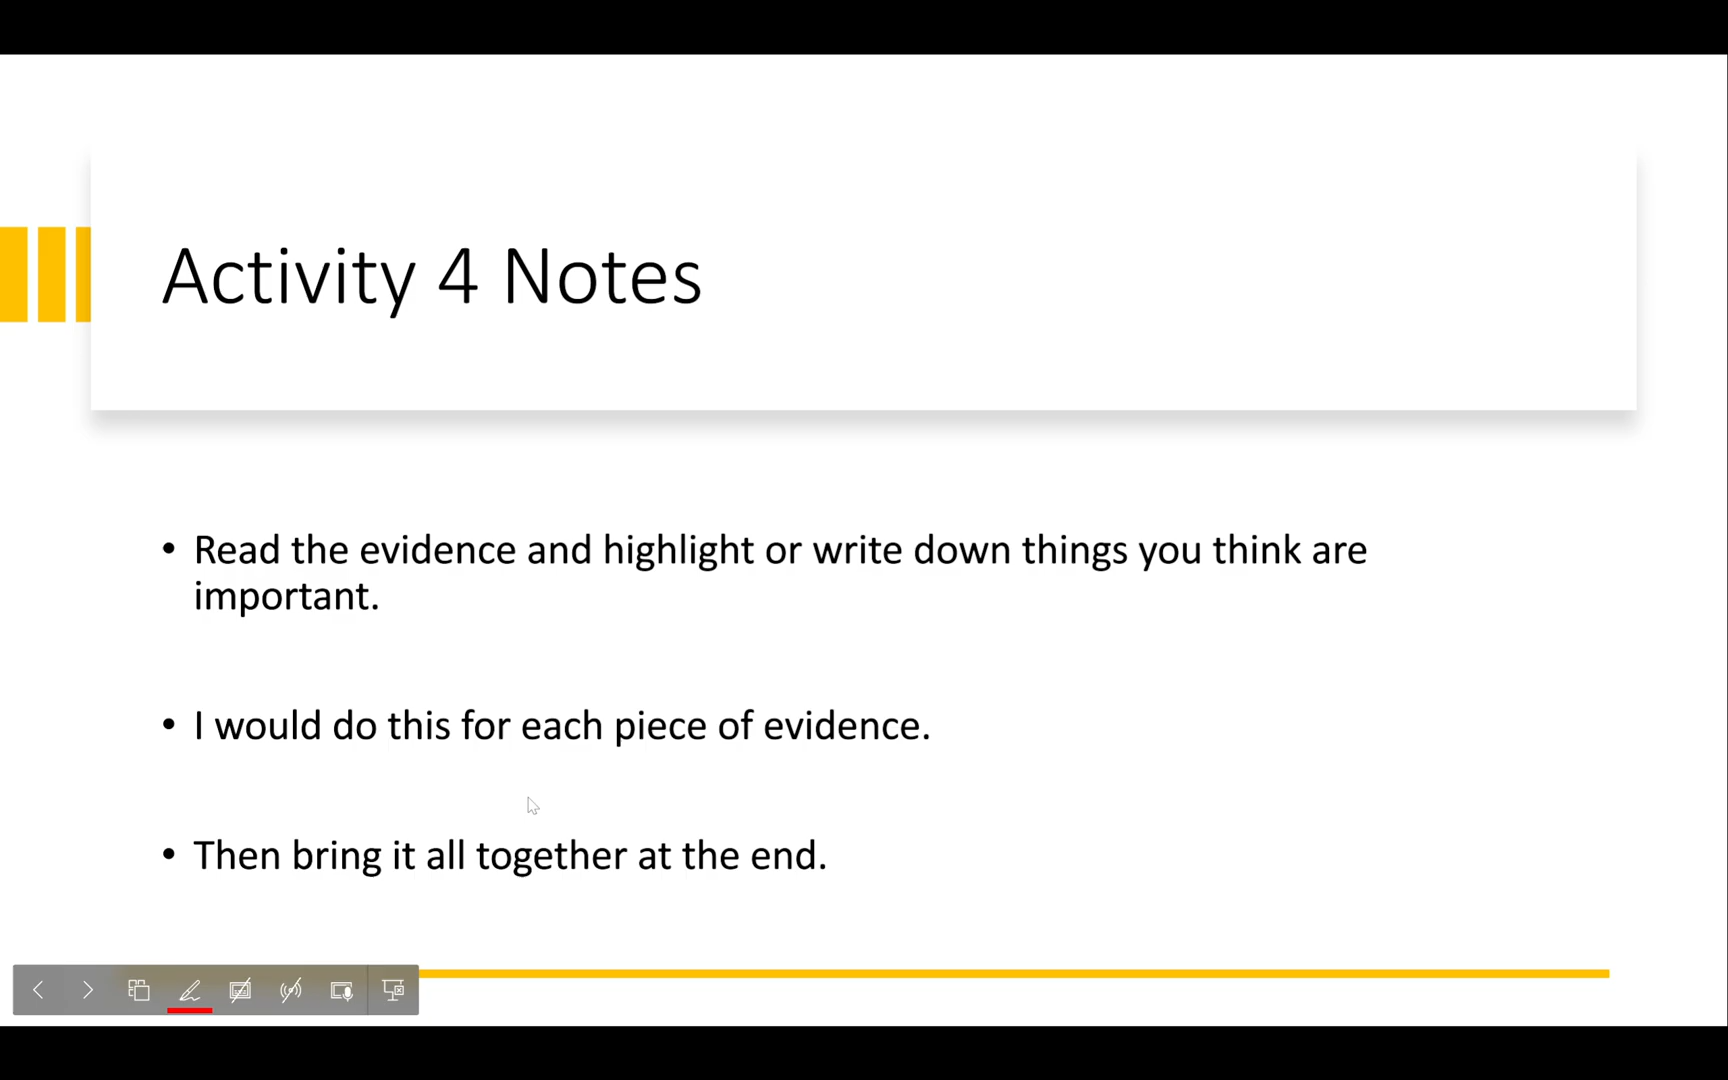 Activity 4 Notes
• Read the evidence and highlight or write down things you think are
important.
• I would do this for each piece of evidence.
• Then bring it all together at the end.